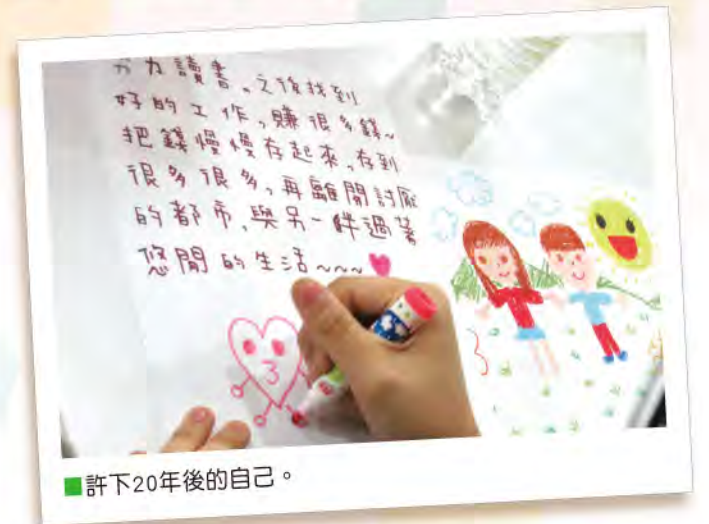 力讀書。之後找到
好的工作，賺很多錢~
把錢慢慢存起來，存到
很多很多，再離開討厭
的都市，與另一伴過著
悠閒的生活~~~
許下20年後的自己。